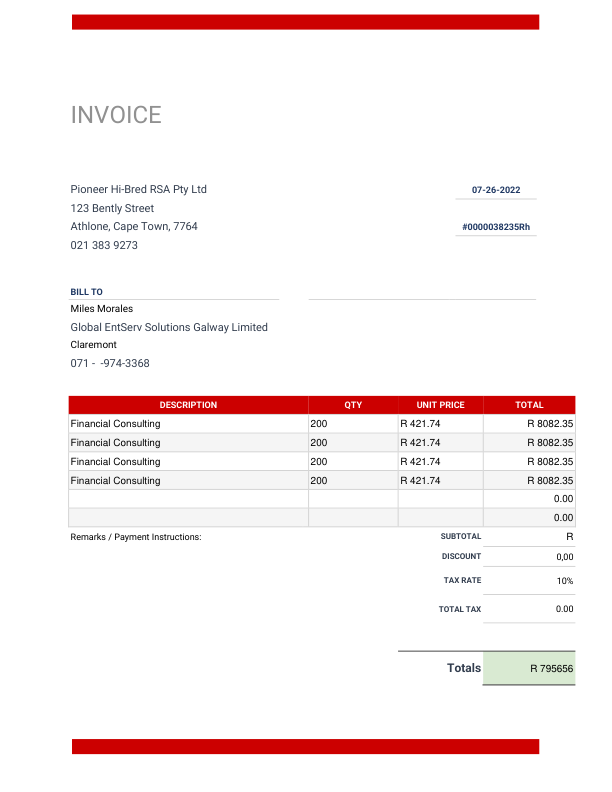 INVOICE
Pioneer Hi-Bred RSA Pty Ltd
07-26-2022
123 Bently Street
Athlone, Cape Town, 7764
#0000038235Rh
021 383 9273
BILL TO
Miles Morales
Global EntServ Solutions Galway Limited
Claremont
071 -  -974-3368
DESCRIPTION QTY UNIT PRICE TOTAL
Financial Consulting 200 R 421.74 R 8082.35
Financial Consulting 200 R 421.74 R 8082.35
Financial Consulting 200 R 421.74 R 8082.35
Financial Consulting 200 R 421.74 R 8082.35
0.00
0.00
Remarks / Payment Instructions: SUBTOTAL R
DISCOUNT 0,00
TAX RATE 10%
TOTAL TAX 0.00
Totals R 795656